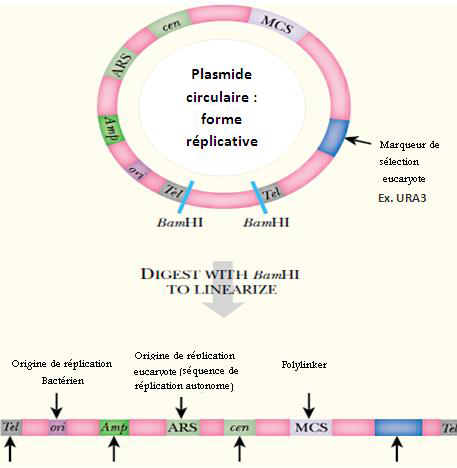 cen
MCS
ARS
Plasmide
circulaire :
forme
réplicative
Amp
ori
Tel
Tel
Marqueur de
sélection
eucaryote
Ex. URA3
BamHI
BamHI
DIGEST WITH BamHI
TO LINEARIZE
Origine de réplication
Bactérien
Origine de réplication
eucaryote (séquence de
réplication autonome)
Polylinker
Tel ori Amp ARS cen MCS Tel